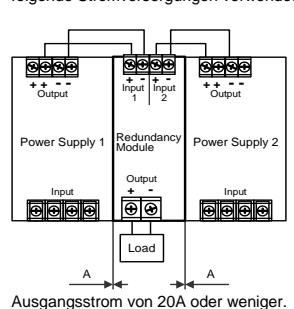 folgende Stromversorgungen verwenden
+ + - -
Output
+ - + -
Input 1 Input 2
+ + - -
Output
Power Supply 1
Redundancy Module
Power Supply 2
Input
Output
+ -
Input
Load
A A
Ausgangsstrom von 20A oder weniger.